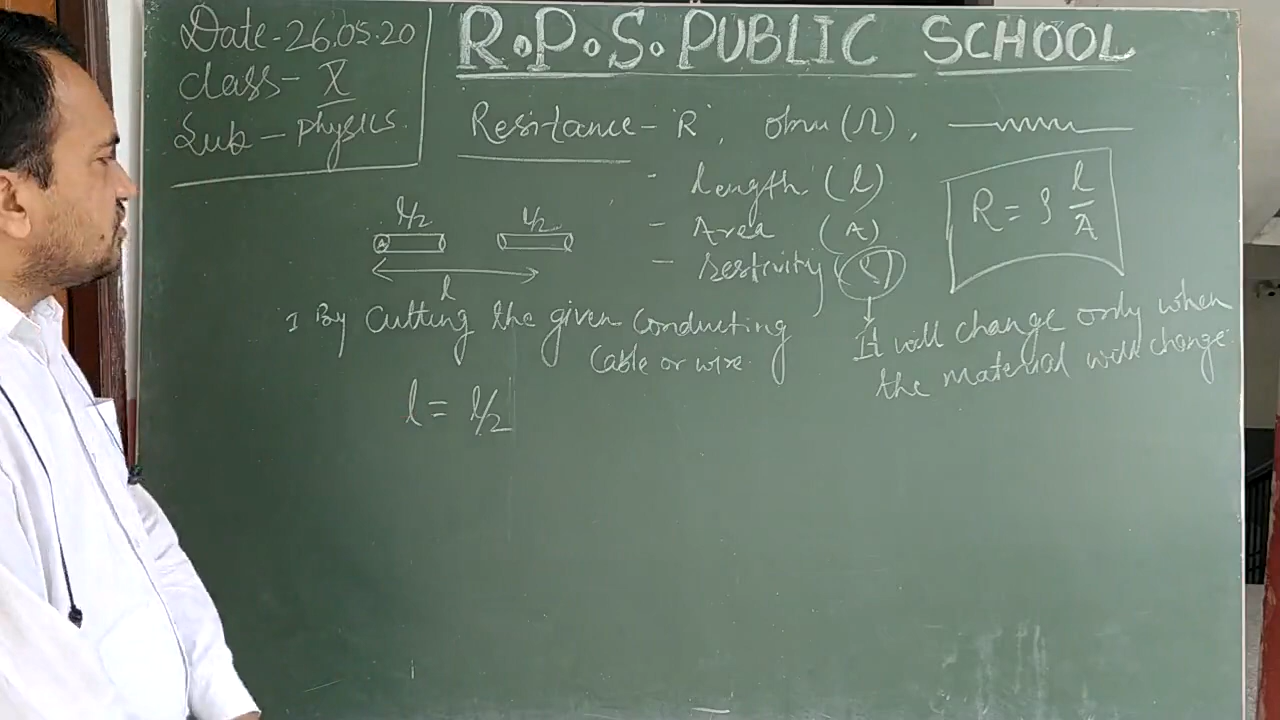 Date-26.05.20
Class- X
Sub - Physics.
R.P.S. PUBLIC SCHOOL
Resistance - 'R', ohm (Ω),
- Length (l)
- Area (A)
- Resistivity (ρ)
R = ρ l/A
l/2 l/2
A
l
1 By Cutting the given Conducting
Cable or wire.
It will change only when
the Material will change.
l = l/2